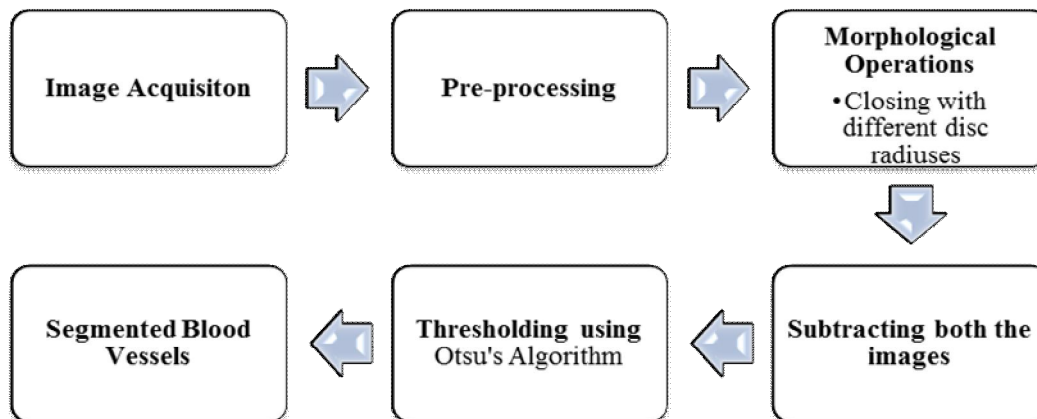 Image Acquisiton
Pre-processing
Morphological
Operations
•Closing with
different disc
radiuses
Subtracting both the
images
Thresholding using
Otsu's Algorithm
Segmented Blood
Vessels